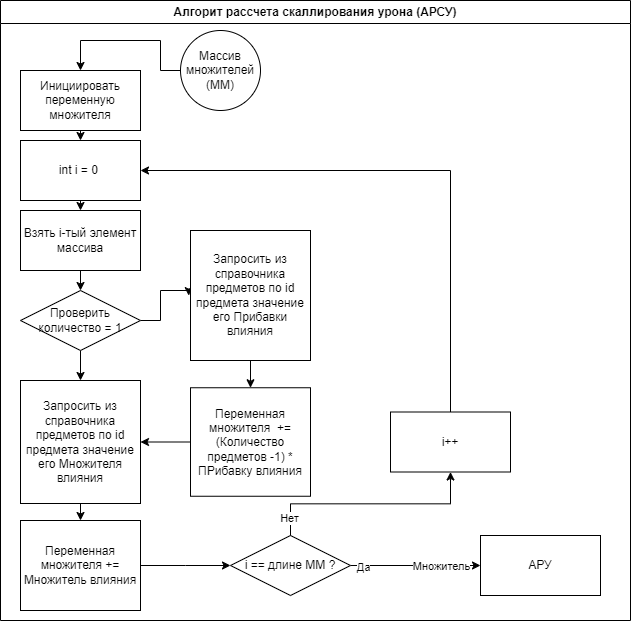 Алгорит рассчета скаллирования урона (АРСУ)
Массив
множителей
(ММ)
Инициировать
переменную
множителя
int i = 0
Взять i-тый элемент
массива
Проверить
количество = 1
Запросить из
справочника
предметов по id
предмета значение
его Прибавки
влияния
Запросить из
справочника
предметов по id
предмета значение
его Множителя
влияния
Переменная
множителя +=
(Количество
предметов -1) *
ПРибавку влияния
i++
Переменная
множителя +=
Множитель влияния
i == длине ММ ?
Нет
Да
Множитель
АРУ